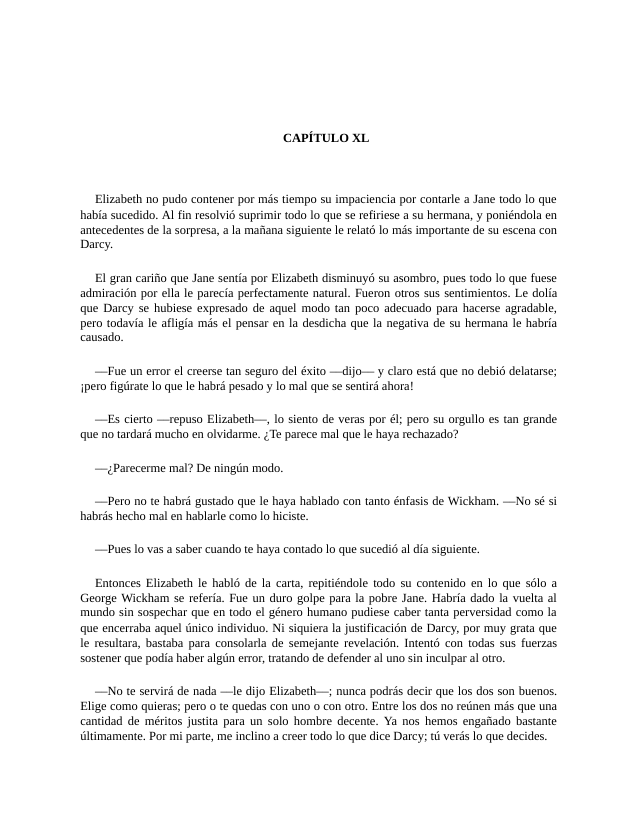 CAPÍTULO XL
Elizabeth no pudo contener por más tiempo su impaciencia por contarle a Jane todo lo que
había sucedido. Al fin resolvió suprimir todo lo que se refiriese a su hermana, y poniéndola en
antecedentes de la sorpresa, a la mañana siguiente le relató lo más importante de su escena con
Darcy.
El gran cariño que Jane sentía por Elizabeth disminuyó su asombro, pues todo lo que fuese
admiración por ella le parecía perfectamente natural. Fueron otros sus sentimientos. Le dolía
que Darcy se hubiese expresado de aquel modo tan poco adecuado para hacerse agradable,
pero todavía le afligía más el pensar en la desdicha que la negativa de su hermana le habría
causado.
—Fue un error el creerse tan seguro del éxito —dijo— y claro está que no debió delatarse;
¡pero figúrate lo que le habrá pesado y lo mal que se sentirá ahora!
—Es cierto —repuso Elizabeth—, lo siento de veras por él; pero su orgullo es tan grande
que no tardará mucho en olvidarme. ¿Te parece mal que le haya rechazado?
—¿Parecerme mal? De ningún modo.
—Pero no te habrá gustado que le haya hablado con tanto énfasis de Wickham. —No sé si
habrás hecho mal en hablarle como lo hiciste.
—Pues lo vas a saber cuando te haya contado lo que sucedió al día siguiente.
Entonces Elizabeth le habló de la carta, repitiéndole todo su contenido en lo que sólo a
George Wickham se refería. Fue un duro golpe para la pobre Jane. Habría dado la vuelta al
mundo sin sospechar que en todo el género humano pudiese caber tanta perversidad como la
que encerraba aquel único individuo. Ni siquiera la justificación de Darcy, por muy grata que
le resultara, bastaba para consolarla de semejante revelación. Intentó con todas sus fuerzas
sostener que podía haber algún error, tratando de defender al uno sin inculpar al otro.
—No te servirá de nada —le dijo Elizabeth—; nunca podrás decir que los dos son buenos.
Elige como quieras; pero o te quedas con uno o con otro. Entre los dos no reúnen más que una
cantidad de méritos justita para un solo hombre decente. Ya nos hemos engañado bastante
últimamente. Por mi parte, me inclino a creer todo lo que dice Darcy; tú verás lo que decides.